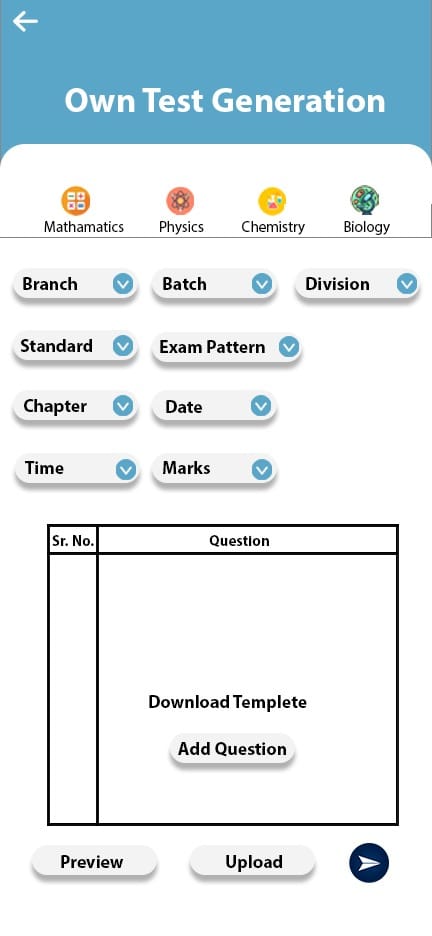 Own Test Generation
Mathamatics Physics Chemistry Biology
Branch Batch Division
Standard Exam Pattern
Chapter Date
Time Marks
Sr. No. Question
Download Templete
Add Question
Preview Upload